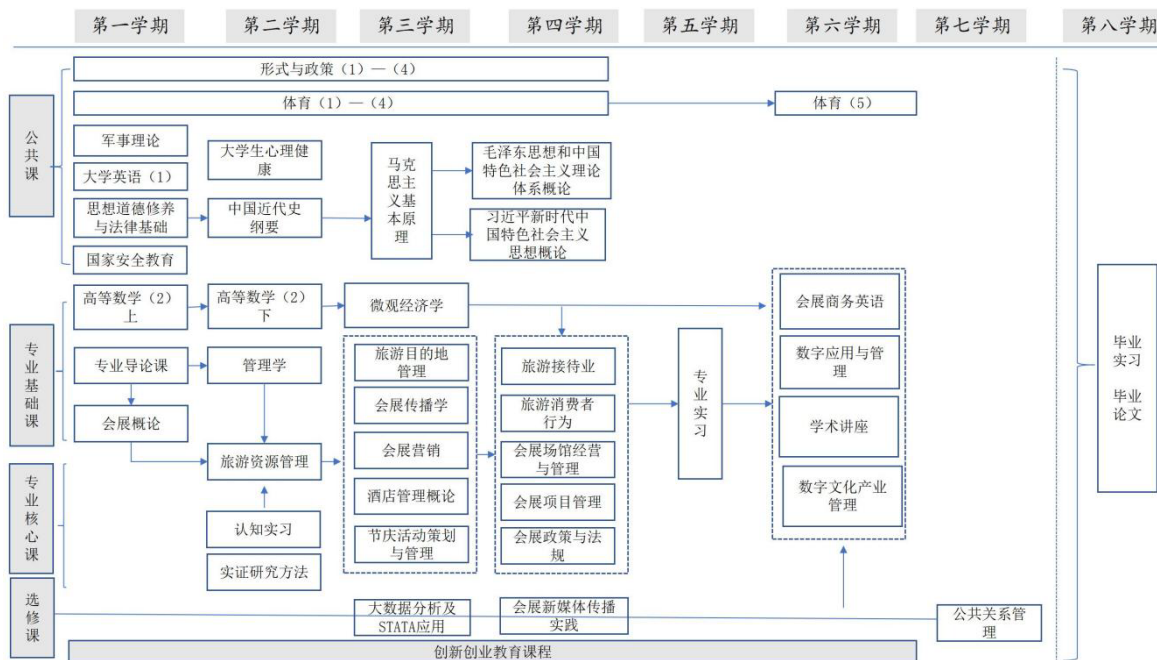 第一学期
第二学期
第三学期
第四学期
第五学期
第六学期
第七学期
第八学期
公共课
形式与政策（1）—（4）
体育（1）—（4）
体育（5）
军事理论
大学英语（1）
思想道德修养
与法律基础
国家安全教育
大学生心理健
康
中国近代史
纲要
马克思主义基本原理
毛泽东思想和中国
特色社会主义理论
体系概论
习近平新时代中
国特色社会主义
思想概论
专业基础课
高等数学（2）
上
高等数学（2）
下
微观经济学
专业导论课
管理学
会展概论
旅游资源管理
旅游目的地
管理
会展传播学
会展营销
酒店管理概论
节庆活动策划
与管理
旅游接待业
旅游消费者
行为
会展场馆经营
与管理
会展项目管理
会展政策与法
规
专业实习
会展商务英语
数字应用与管
理
学术讲座
数字文化产业
管理
专业核心课
认知实习
实证研究方法
选修课
大数据分析及
STATA应用
会展新媒体传播
实践
公共关系管
理
创新创业教育课程
毕业
实习
毕业
论文